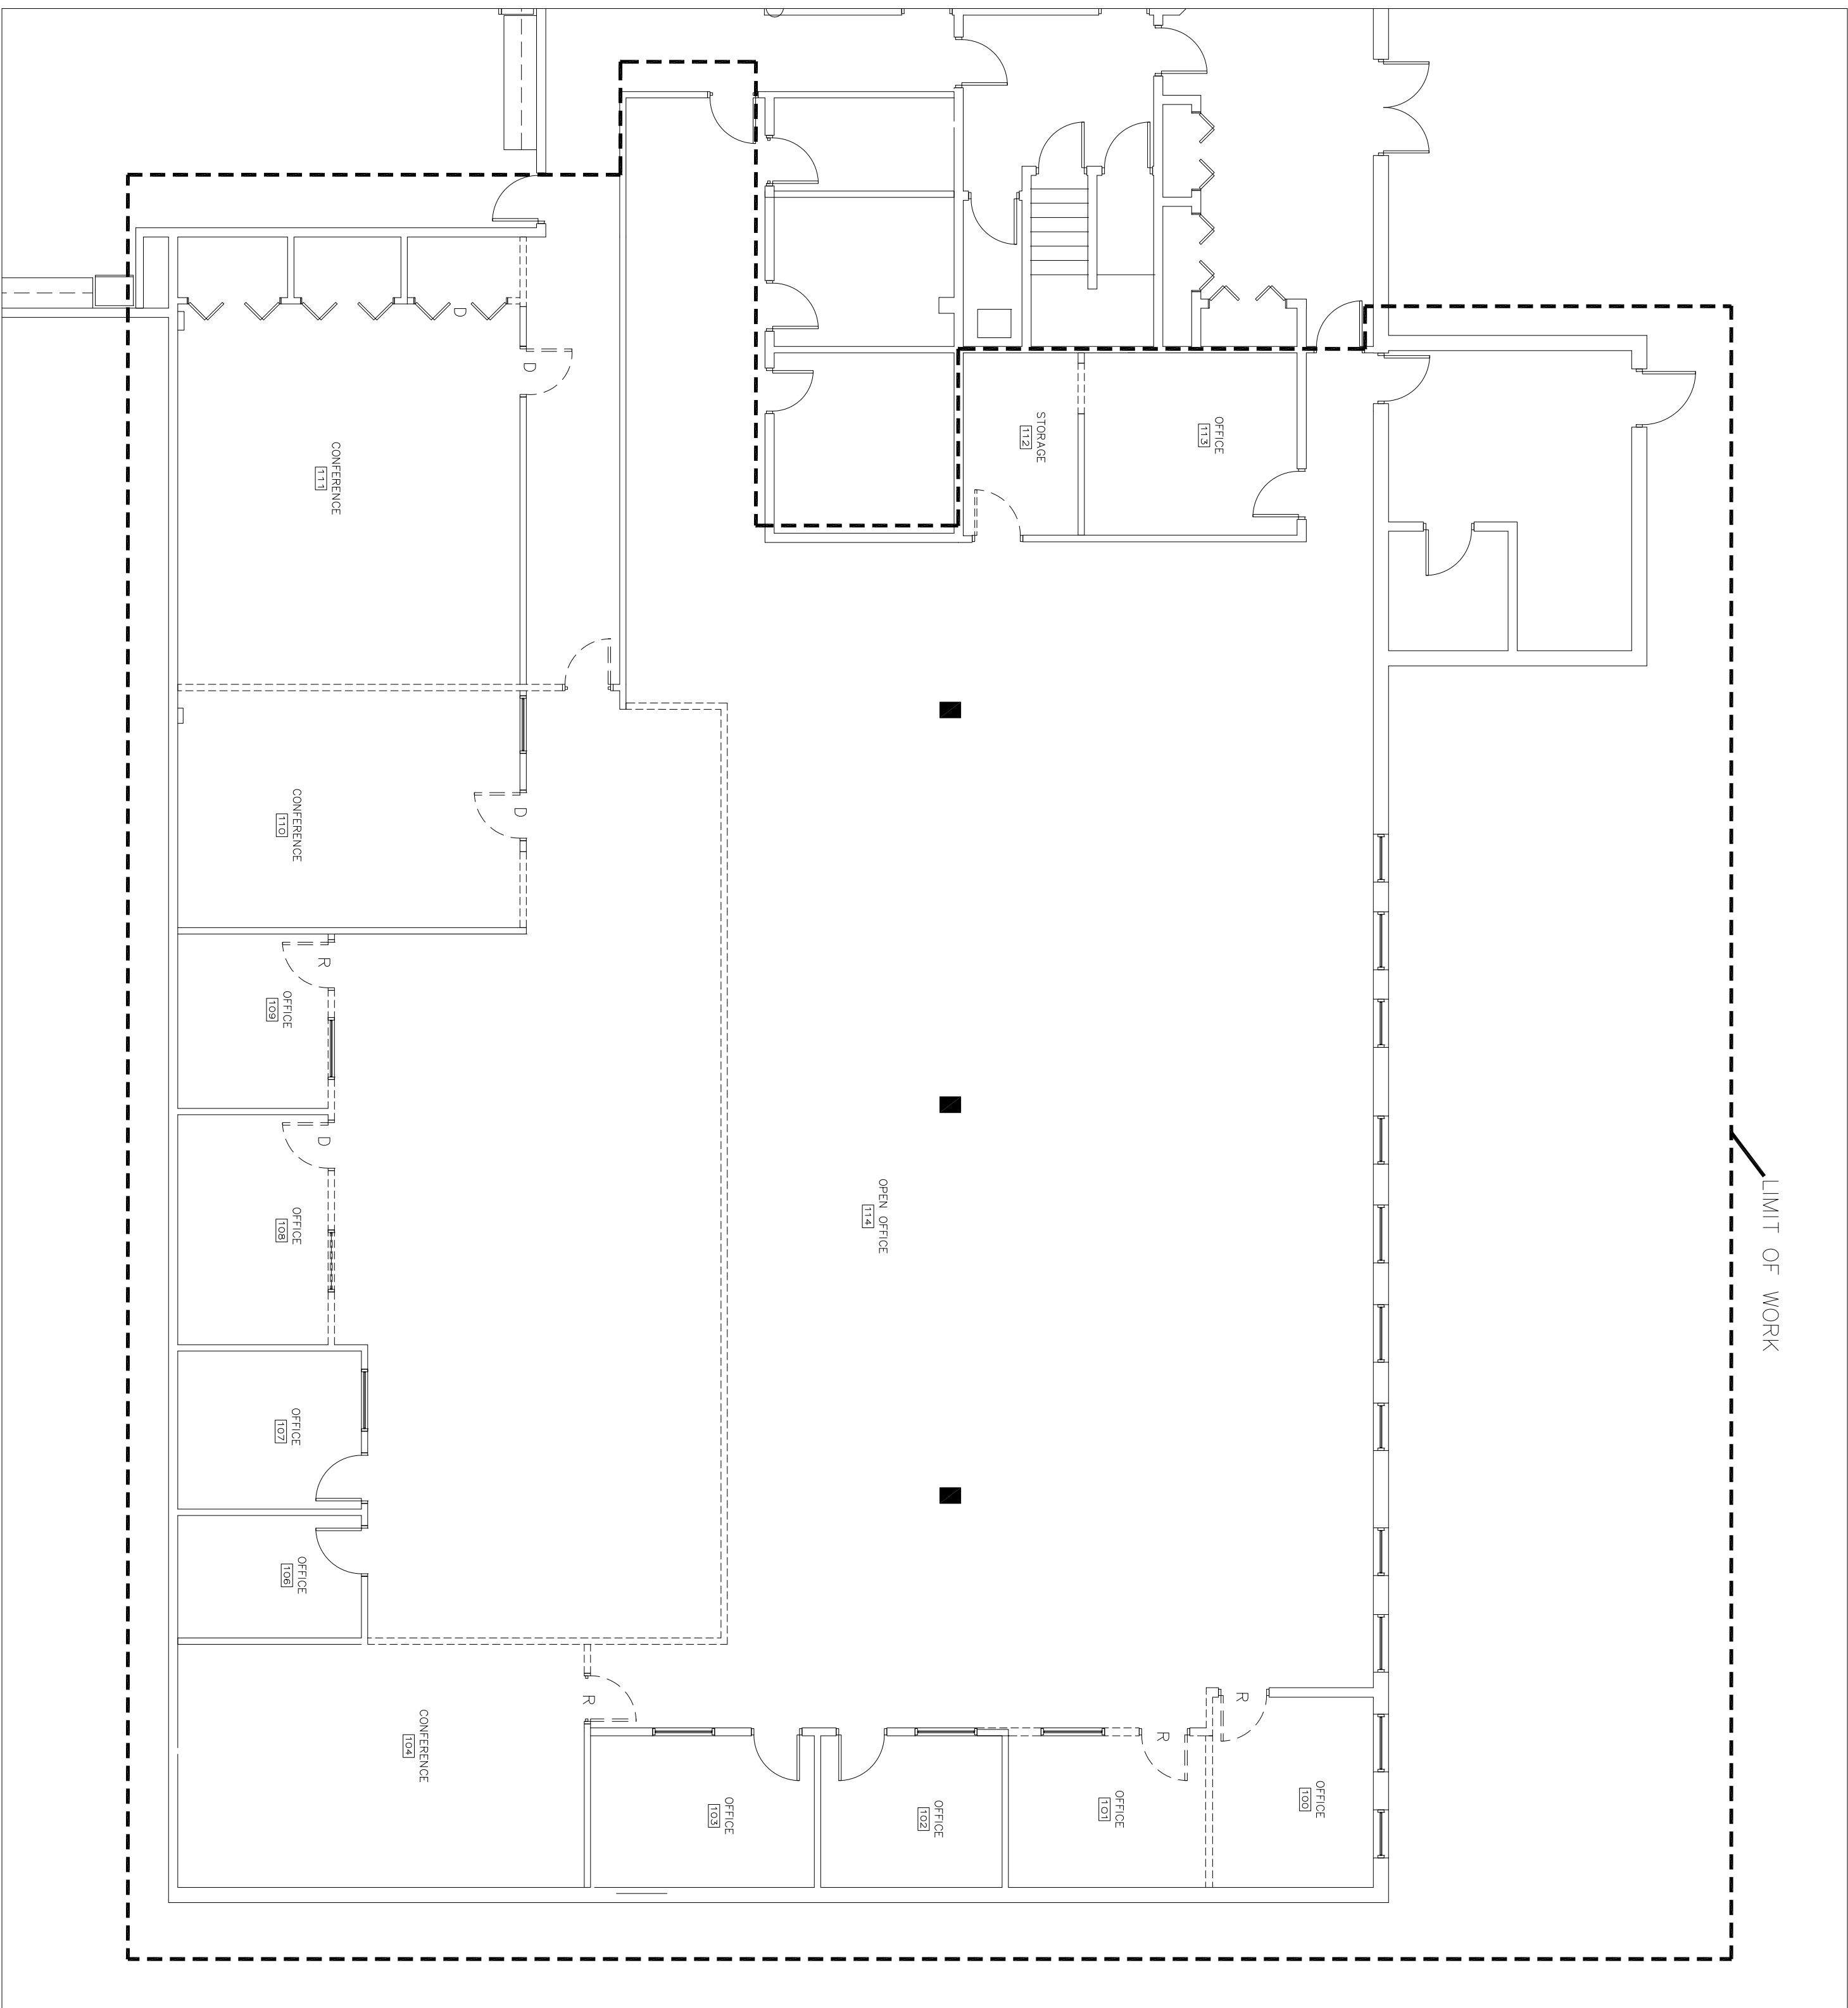 LIMIT OF WORK
OFFICE
113
STORAGE
112
CONFERENCE
111
D
D
CONFERENCE
110
D
OFFICE
109
R
OFFICE
108
D
OPEN OFFICE
114
OFFICE
107
OFFICE
106
CONFERENCE
104
R
OFFICE
103
OFFICE
102
OFFICE
101
R
OFFICE
100
R